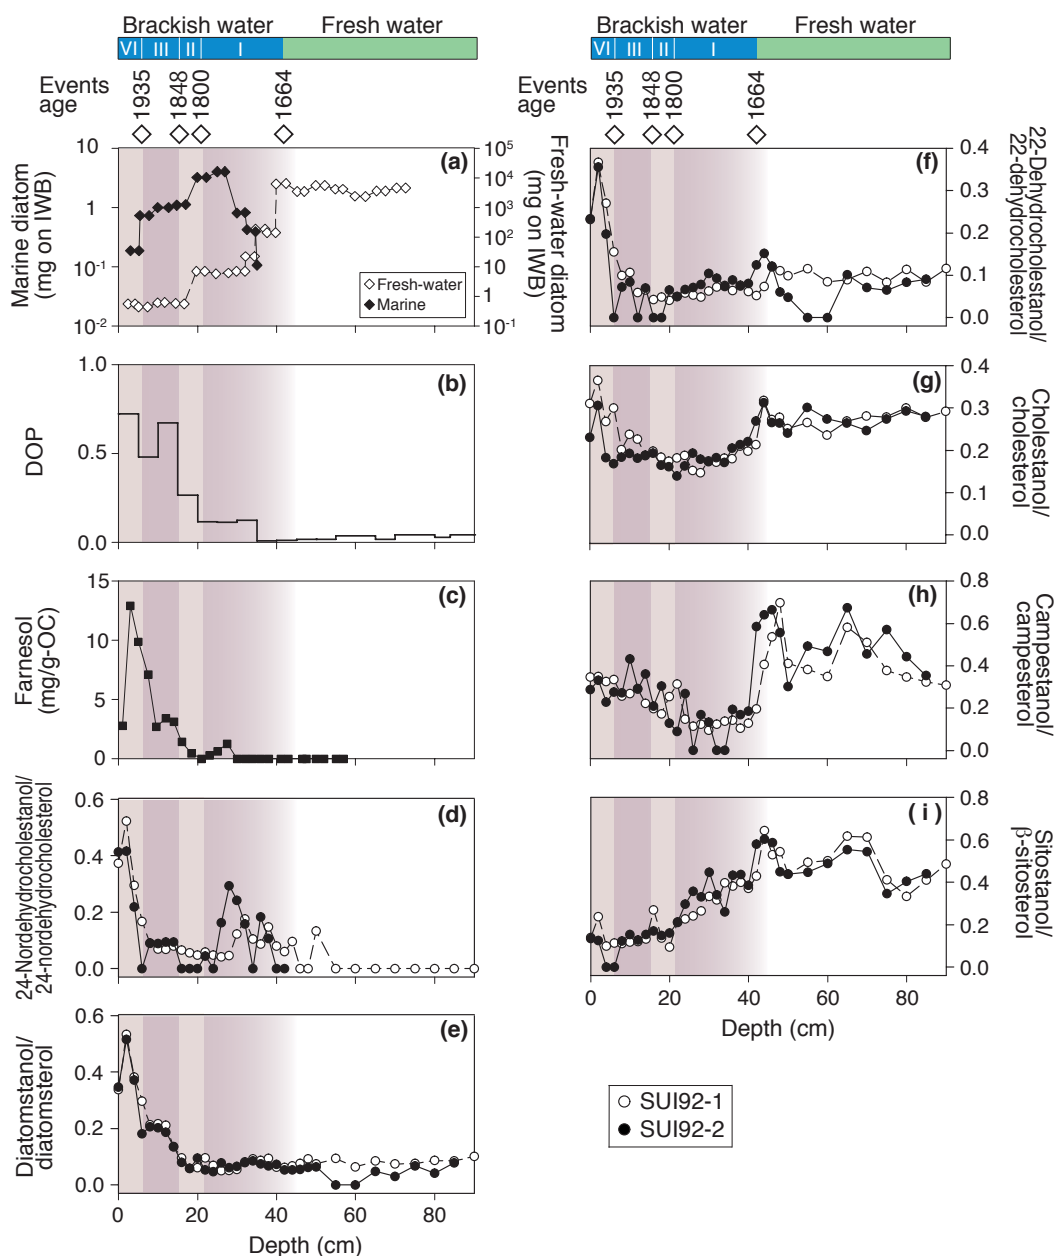 Brackish water Fresh water
VI III II I
Events age
1935 1848 1800 1664
(a)
Marine diatom
(mg on IWB)
10
1
10-1
10-2
105
104
103
102
10
1
10-1
Fresh-water diatom
(mg on IWB)
Fresh-water
Marine
(b)
DOP
1.0
0.5
0.0
(c)
Farnesol
(mg/g-OC)
15
10
5
0
(d)
24-Nordehydrocholestanol/
24-nordehydrocholesterol
0.6
0.4
0.2
0.0
(e)
Diatomstanol/
diatomsterol
0.6
0.4
0.2
0.0
0 20 40 60 80
Depth (cm)
Brackish water Fresh water
VI III II I
Events age
1935 1848 1800 1664
(f)
0.4
0.3
0.2
0.1
0.0
22-Dehydrocholestanol/
22-dehydrocholesterol
(g)
0.4
0.3
0.2
0.1
0.0
Cholestanol/
cholesterol
(h)
0.8
0.6
0.4
0.2
0.0
Campestanol/
campesterol
( i )
0.8
0.6
0.4
0.2
0.0
Sitostanol/
β-sitosterol
0 20 40 60 80
Depth (cm)
SUI92-1
SUI92-2